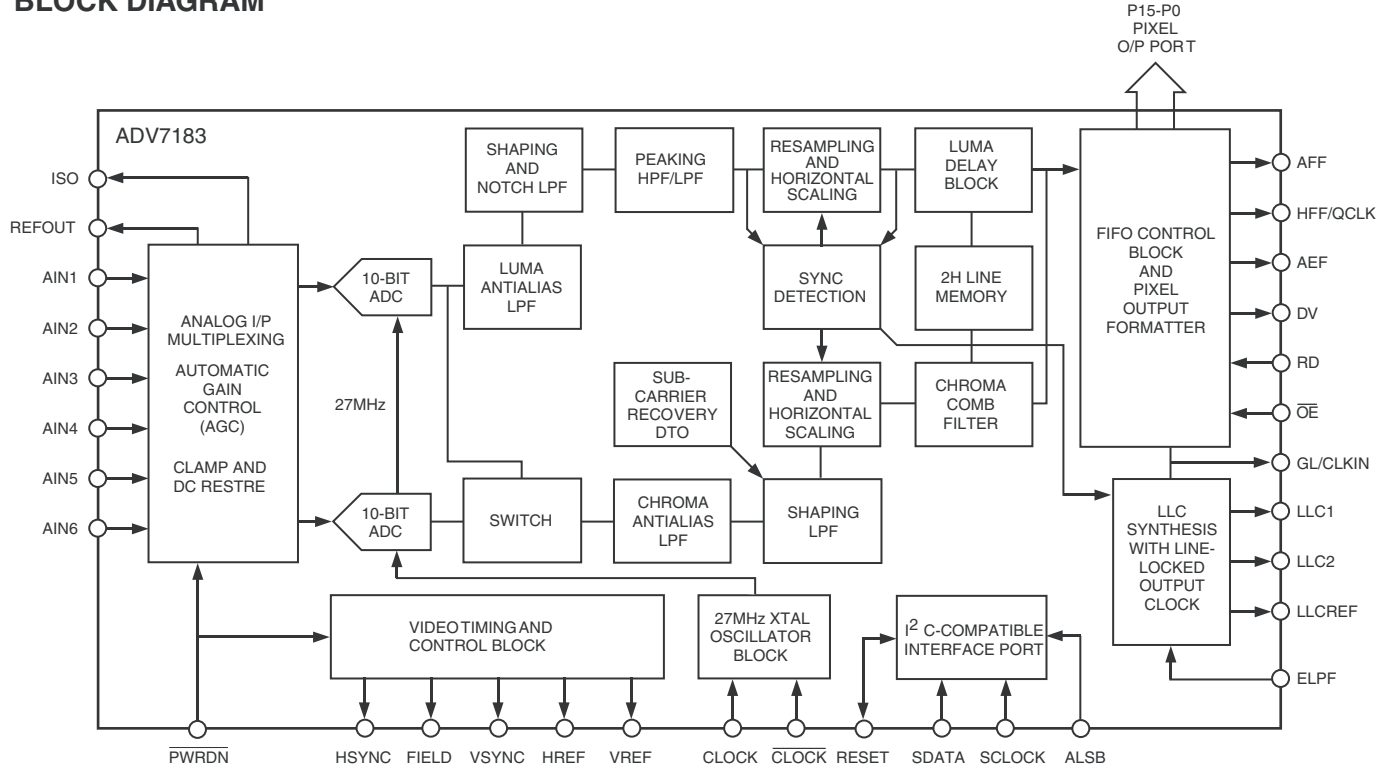 BLOCK DIAGRAM
P15-P0
PIXEL
O/P PORT
ADV7183
ISO
REFOUT
AIN1
AIN2
AIN3
AIN4
AIN5
AIN6
ANALOG I/P
MULTIPLEXING
AUTOMATIC
GAIN
CONTROL
(AGC)
CLAMP AND
DC RESTRE
10-BIT
ADC
27MHz
10-BIT
ADC
SHAPING
AND
NOTCH LPF
LUMA
ANTIALIAS
LPF
PEAKING
HPF/LPF
RESAMPLING
AND
HORIZONTAL
SCALING
LUMA
DELAY
BLOCK
SYNC
DETECTION
2H LINE
MEMORY
SUB-
CARRIER
RECOVERY
DTO
RESAMPLING
AND
HORIZONTAL
SCALING
CHROMA
COMB
FILTER
SWITCH
CHROMA
ANTIALIAS
LPF
SHAPING
LPF
FIFO CONTROL
BLOCK
AND
PIXEL
OUTPUT
FORMATTER
LLC
SYNTHESIS
WITH LINE-
LOCKED
OUTPUT
CLOCK
AFF
HFF/QCLK
AEF
DV
RD
OE
GL/CLKIN
LLC1
LLC2
LLCREF
ELPF
VIDEO TIMING AND
CONTROL BLOCK
27MHz XTAL
OSCILLATOR
BLOCK
I2 C-COMPATIBLE
INTERFACE PORT
PWRDN
HSYNC
FIELD
VSYNC
HREF
VREF
CLOCK
CLOCK
RESET
SDATA
SCLOCK
ALSB